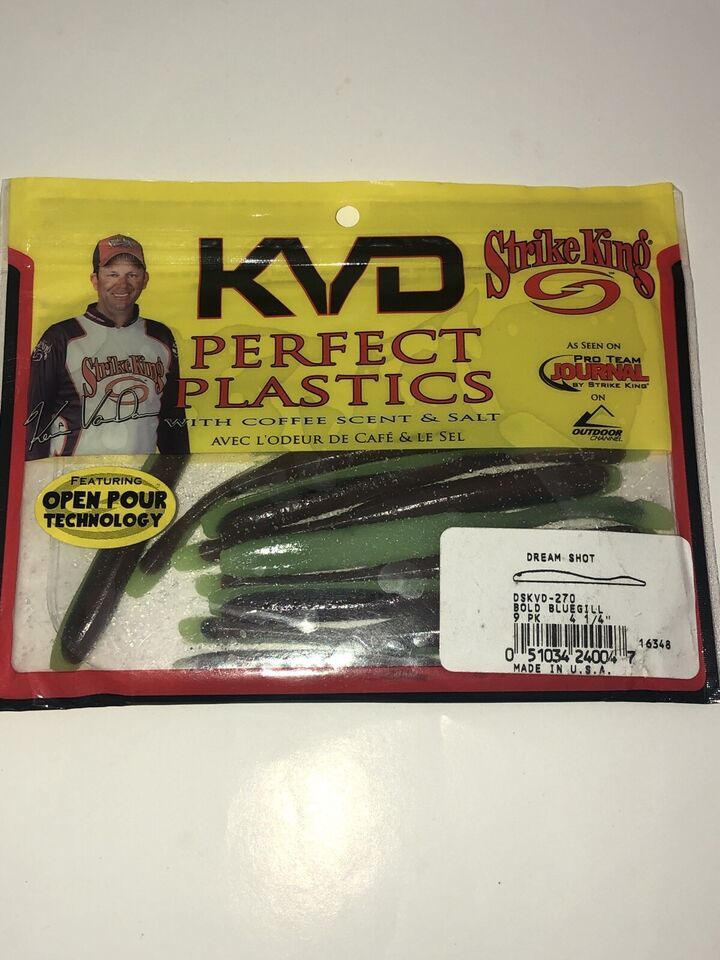 KVD
Strike King
PERFECT
PLASTICS
WITH COFFEE SCENT & SALT
AVEC L'ODEUR DE CAFÉ & LE SEL
AS SEEN ON
PRO TEAM
JOURNAL
BY STRIKE KING
ON
OUTDOOR
CHANNEL
Strike King
FEATURING
OPEN POUR
TECHNOLOGY
DREAM SHOT
DSKVD-270
BOLD BLUEGILL
9 PK 4 1/4"
16348
0 51034 24004 7
MADE IN U.S.A.